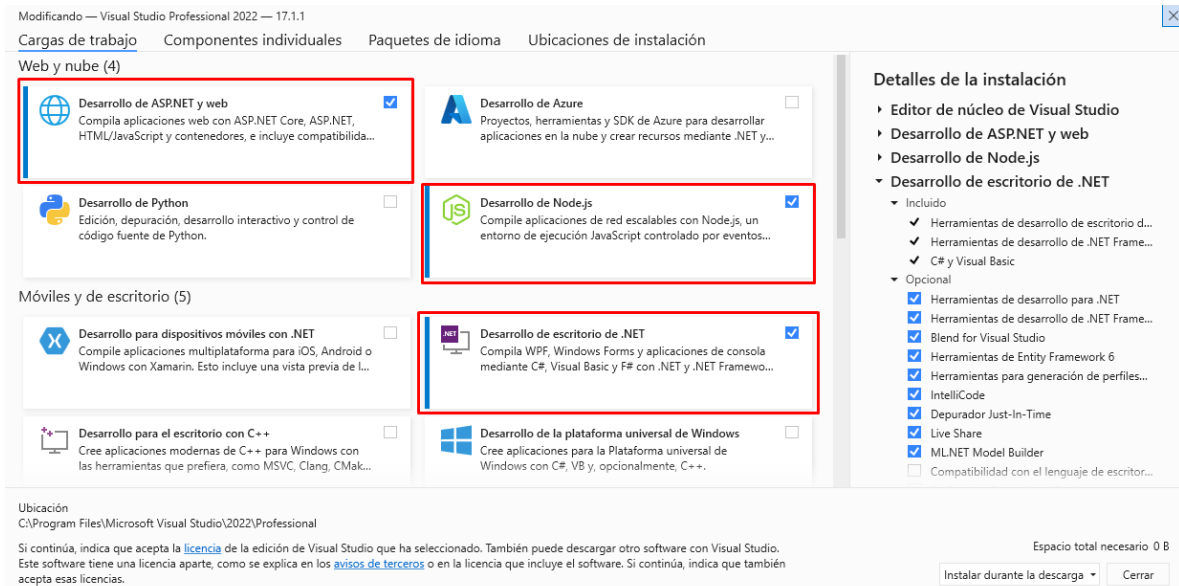 Modificando — Visual Studio Professional 2022 — 17.1.1
Cargas de trabajo Componentes individuales Paquetes de idioma Ubicaciones de instalación
Web y nube (4)
Desarrollo de ASP.NET y web
Compila aplicaciones web con ASP.NET Core, ASP.NET,
HTML/JavaScript y contenedores, e incluye compatibilida...
Desarrollo de Azure
Proyectos, herramientas y SDK de Azure para desarrollar
aplicaciones en la nube y crear recursos mediante .NET y...
Desarrollo de Python
Edición, depuración, desarrollo interactivo y control de
código fuente de Python.
JS
Desarrollo de Node.js
Compile aplicaciones de red escalables con Node.js, un
entorno de ejecución JavaScript controlado por eventos...
Móviles y de escritorio (5)
Desarrollo para dispositivos móviles con .NET
Compile aplicaciones multiplataforma para iOS, Android o
Windows con Xamarin. Esto incluye una vista previa de l...
.NET
Desarrollo de escritorio de .NET
Compila WPF, Windows Forms y aplicaciones de consola
mediante C#, Visual Basic y F# con .NET y .NET Framewo...
Desarrollo para el escritorio con C++
Cree aplicaciones modernas de C++ para Windows con
las herramientas que prefiera, como MSVC, Clang, CMak...
Desarrollo de la plataforma universal de Windows
Cree aplicaciones para la Plataforma universal de
Windows con C#, VB y, opcionalmente, C++.
Detalles de la instalación
Editor de núcleo de Visual Studio
Desarrollo de ASP.NET y web
Desarrollo de Node.js
Desarrollo de escritorio de .NET
Incluido
Herramientas de desarrollo de escritorio d...
Herramientas de desarrollo de .NET Frame...
C# y Visual Basic
Opcional
Herramientas de desarrollo para .NET
Herramientas de desarrollo de .NET Frame...
Blend for Visual Studio
Herramientas de Entity Framework 6
Herramientas para generación de perfiles...
IntelliCode
Depurador Just-In-Time
Live Share
ML.NET Model Builder
Compatibilidad con el lenguaje de escritor...
Ubicación
C:\Program Files\Microsoft Visual Studio\2022\Professional
Si continúa, indica que acepta la licencia de la edición de Visual Studio que ha seleccionado. También puede descargar otro software con Visual Studio.
Este software tiene una licencia aparte, como se explica en los avisos de terceros o en la licencia que incluye el software. Si continúa, indica que también
acepta esas licencias.
Espacio total necesario 0 B
Instalar durante la descarga Cerrar